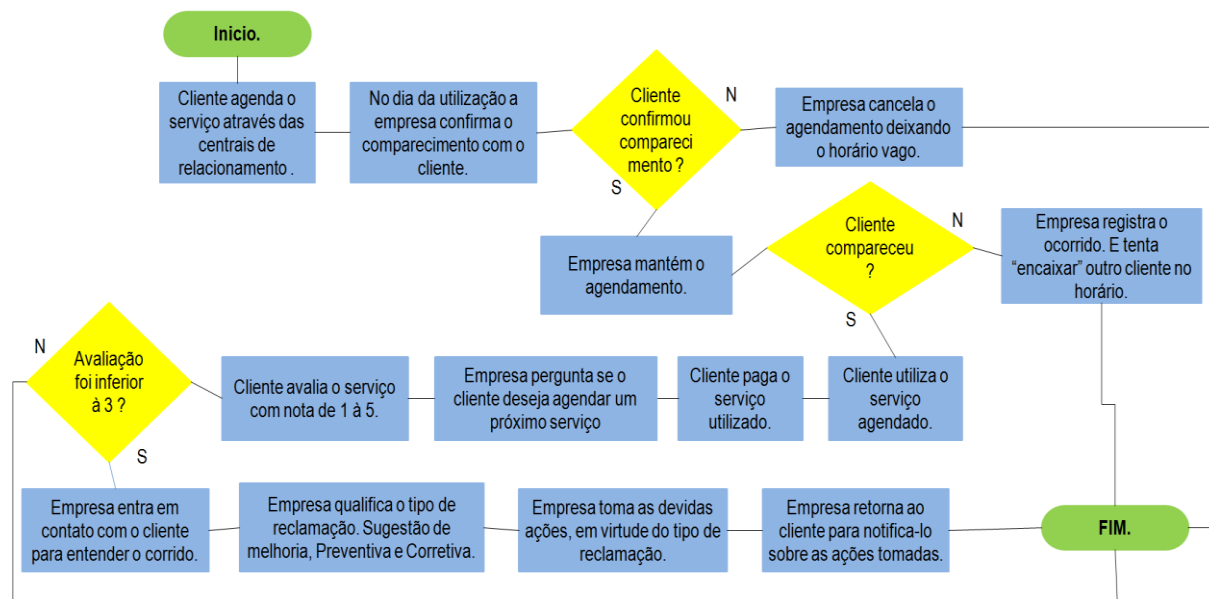 Inicio.
Cliente agenda o
serviço através das
centrais de
relacionamento .
No dia da utilização a
empresa confirma o
comparecimento com o
cliente.
Cliente
confirmou
compareci
mento ?
N
S
Empresa cancela o
agendamento deixando
o horário vago.
Empresa mantém o
agendamento.
Cliente
compareceu
?
N
S
Empresa registra o
ocorrido. E tenta
“encaixar” outro cliente no
horário.
Cliente utiliza o
serviço
agendado.
Cliente paga o
serviço
utilizado.
Empresa pergunta se o
cliente deseja agendar um
próximo serviço
Cliente avalia o serviço
com nota de 1 à 5.
Avaliação
foi inferior
à 3 ?
N
S
Empresa entra em
contato com o cliente
para entender o corrido.
Empresa qualifica o tipo de
reclamação. Sugestão de
melhoria, Preventiva e Corretiva.
Empresa toma as devidas
ações, em virtude do tipo de
reclamação.
Empresa retorna ao
cliente para notifica-lo
sobre as ações tomadas.
FIM.